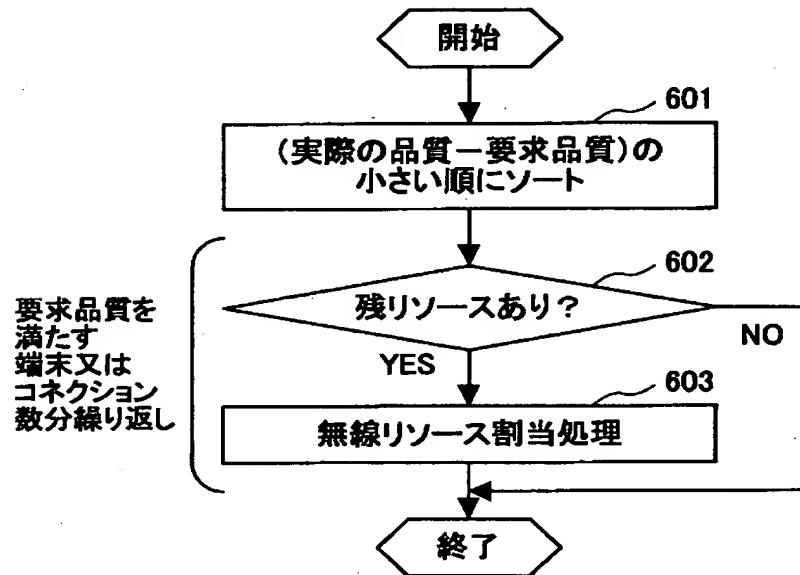 開始
601
(実際の品質－要求品質)の
小さい順にソート
602
残リソースあり？
NO
YES
要求品質を
満たす
端末又は
コネクション
数分繰り返し
603
無線リソース割当処理
終了